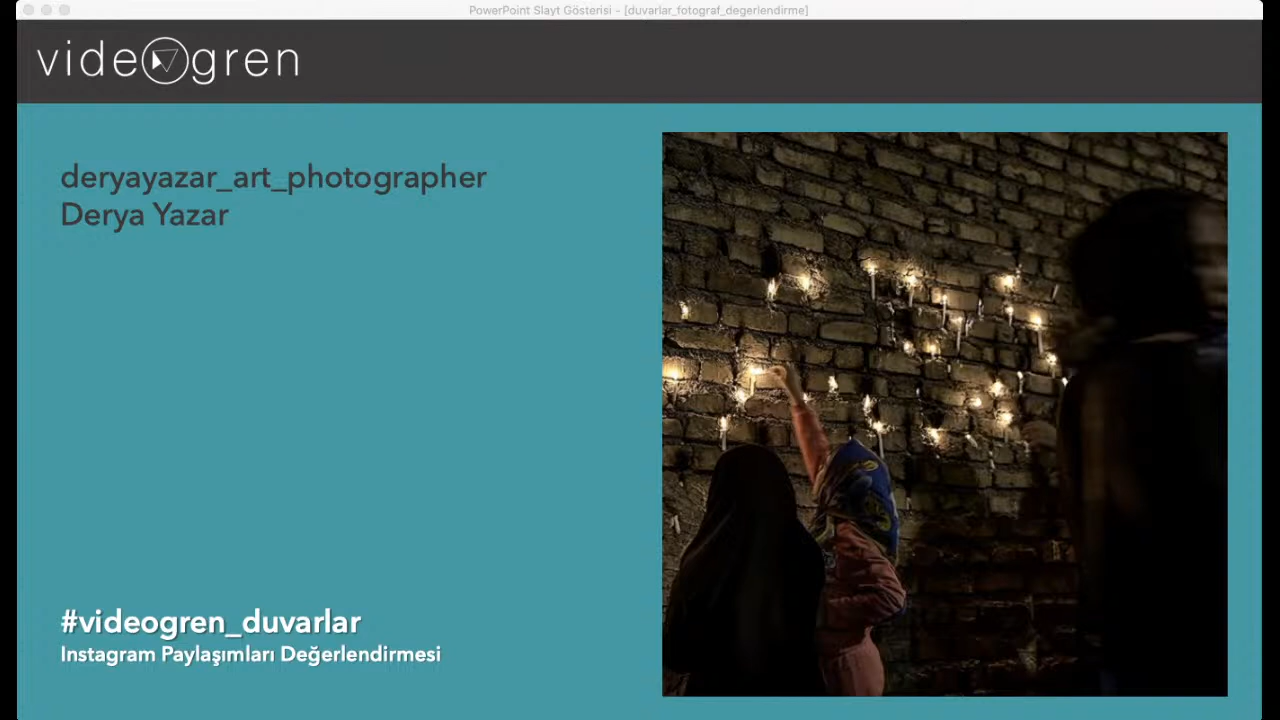 PowerPoint Slayt Gösterisi - [duvarlar_fotograf_degerlendirme]
videogren
deryayazar_art_photographer
Derya Yazar
#videogren_duvarlar
Instagram Paylaşımları Değerlendirmesi